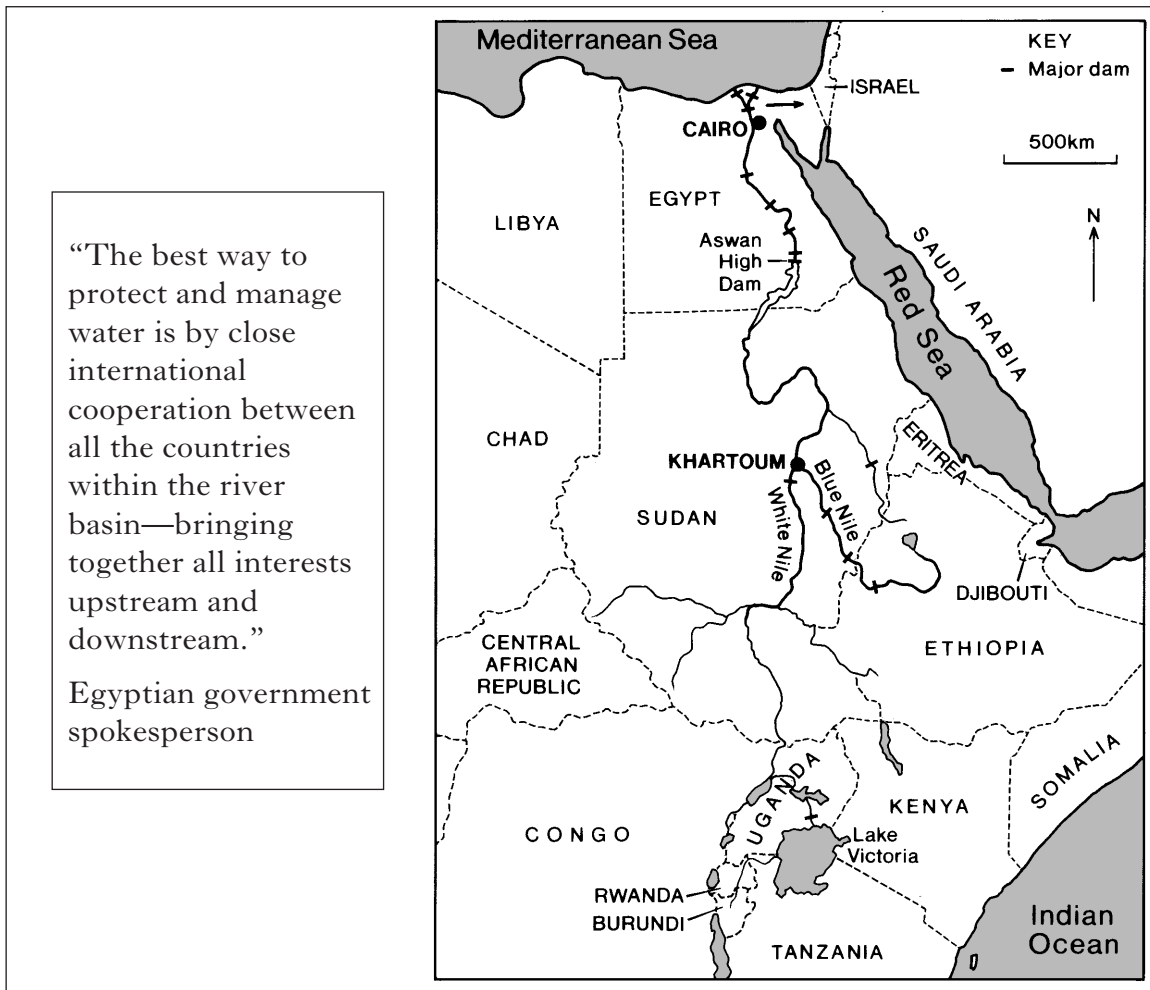 “The best way to
protect and manage
water is by close
international
cooperation between
all the countries
within the river
basin—bringing
together all interests
upstream and
downstream.”
Egyptian government
spokesperson
Mediterranean Sea
KEY
Major dam
ISRAEL
CAIRO
500km
LIBYA
EGYPT
N
Aswan
High
Dam
SAUDI ARABIA
Red Sea
CHAD
ERITREA
KHARTOUM
Blue Nile
White Nile
SUDAN
DJIBOUTI
CENTRAL
AFRICAN
REPUBLIC
ETHIOPIA
SOMALIA
UGANDA
KENYA
CONGO
Lake
Victoria
RWANDA
BURUNDI
TANZANIA
Indian
Ocean